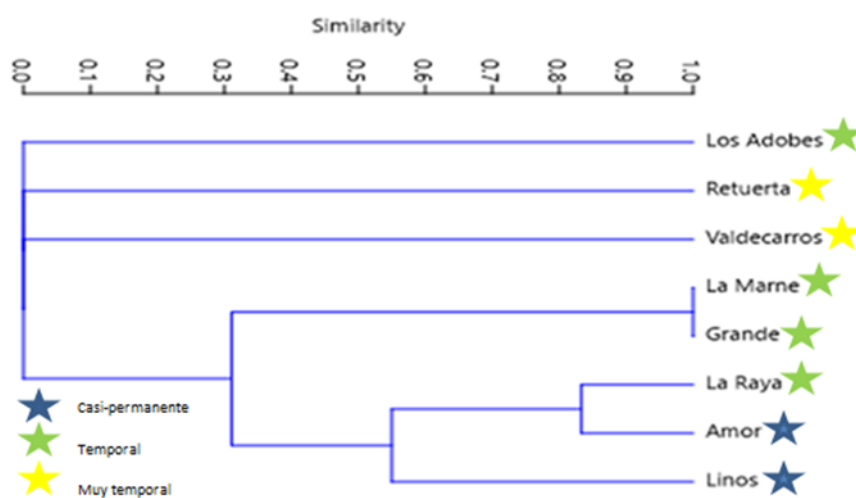 Similarity
0.0 0.1 0.2 0.3 0.4 0.5 0.6 0.7 0.8 0.9 1.0
Los Adobes
Retuerta
Valdecarros
La Marne
Grande
La Raya
Amor
Linos
Casi-permanente
Temporal
Muy temporal